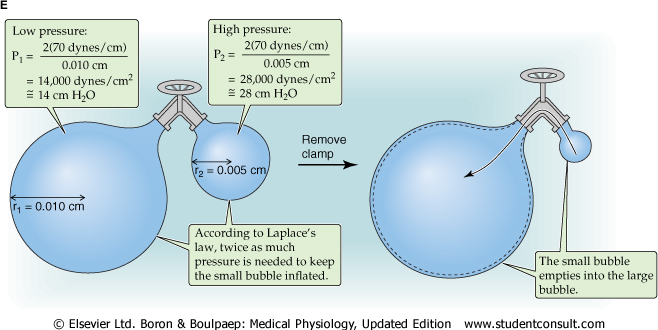 E
Low pressure:
P1 = 2(70 dynes/cm)
0.010 cm
= 14,000 dynes/cm2
≅ 14 cm H2O
High pressure:
P2 = 2(70 dynes/cm)
0.005 cm
= 28,000 dynes/cm2
≅ 28 cm H2O
r1 = 0.010 cm
r2 = 0.005 cm
According to Laplace's
law, twice as much
pressure is needed to keep
the small bubble inflated.
Remove
clamp
The small bubble
empties into the large
bubble.
© Elsevier Ltd. Boron & Boulpaep: Medical Physiology, Updated Edition www.studentconsult.com